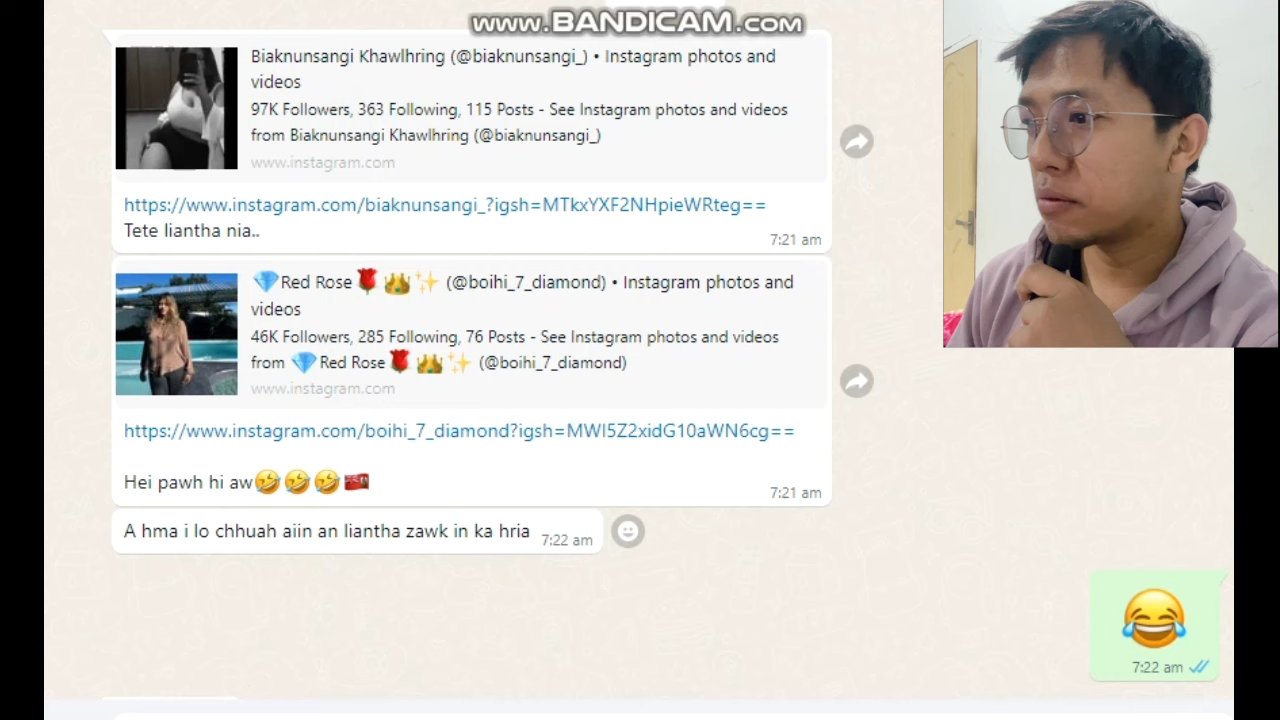 www.BANDICAM.com
Biaknunsangi Khawlhring (@biaknunsangi_) • Instagram photos and
videos
97K Followers, 363 Following, 115 Posts - See Instagram photos and videos
from Biaknunsangi Khawlhring (@biaknunsangi_)
www.instagram.com
https://www.instagram.com/biaknunsangi_?igsh=MTkxYXF2NHpieWRteg==
Tete liantha nia..
7:21 am
💎Red Rose🌹👑✨ (@boihi_7_diamond) • Instagram photos and
videos
46K Followers, 285 Following, 76 Posts - See Instagram photos and videos
from 💎Red Rose🌹👑✨ (@boihi_7_diamond)
www.instagram.com
https://www.instagram.com/boihi_7_diamond?igsh=MWI5Z2xidG10aWN6cg==
Hei pawh hi aw🤣🤣🤣🇧🇲
7:21 am
A hma i lo chhuah aiin an liantha zawk in ka hria 7:22 am
😂
7:22 am